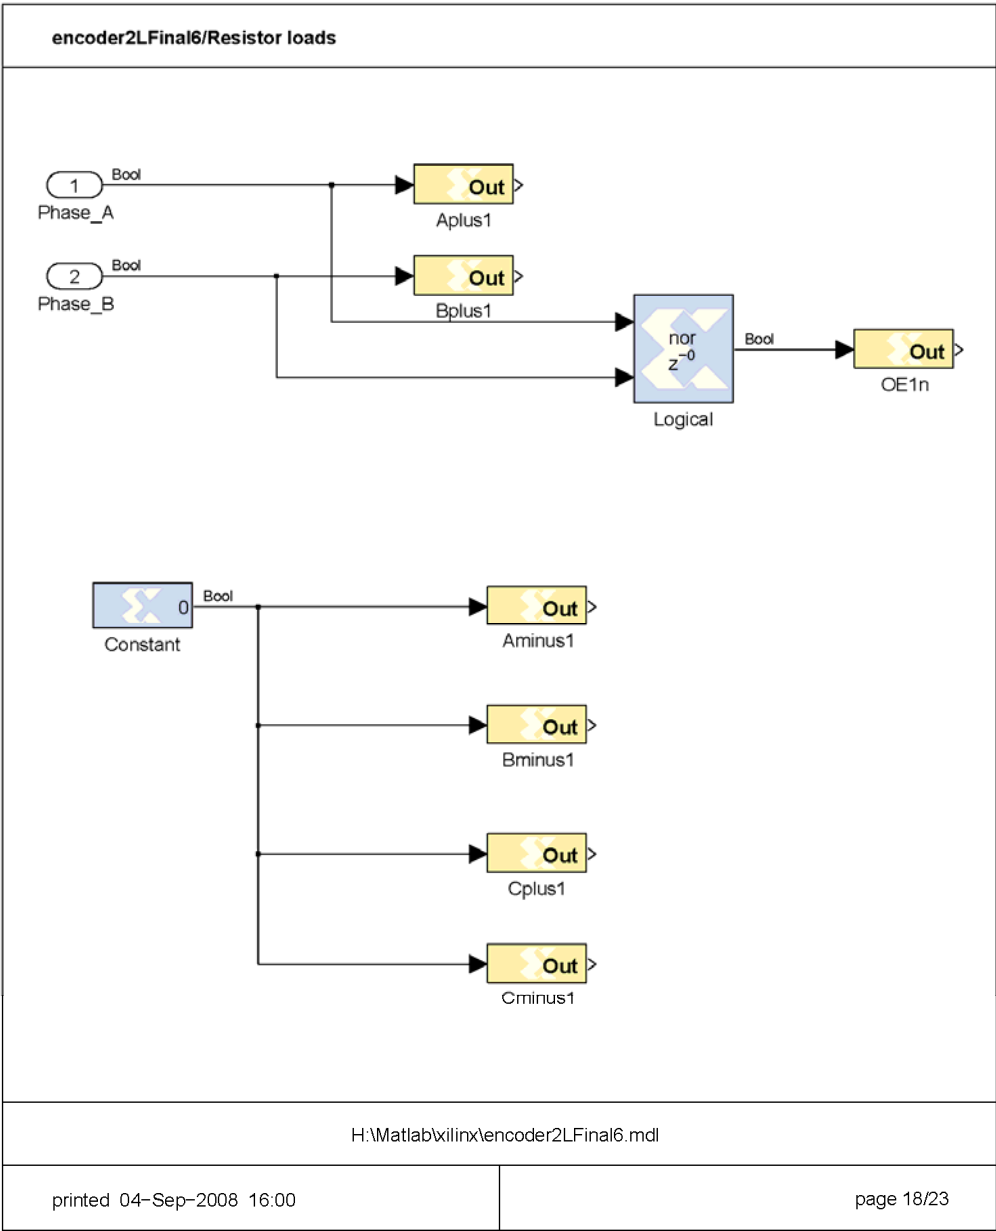 encoder2LFinal6/Resistor loads
1
Bool
Phase_A
Out
Aplus1
2
Bool
Phase_B
Out
Bplus1
nor
z⁻⁰
Logical
Bool
Out
OE1n
0
Bool
Constant
Out
Aminus1
Out
Bminus1
Out
Cplus1
Out
Cminus1
H:\Matlab\xilinx\encoder2LFinal6.mdl
printed 04-Sep-2008 16:00
page 18/23